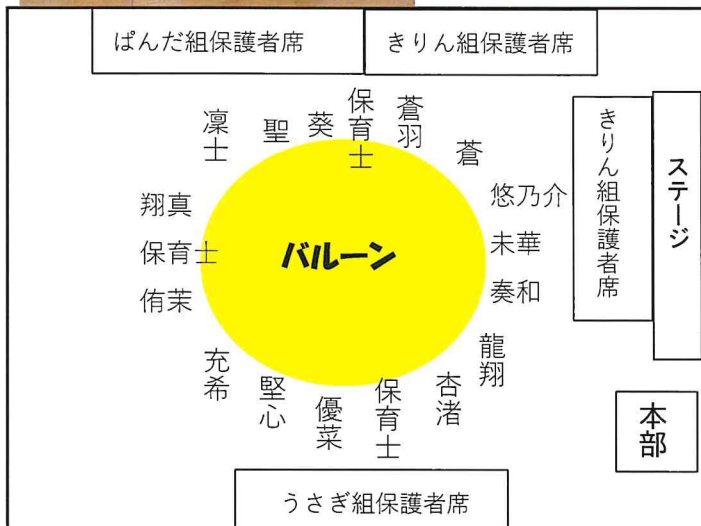 ぱんだ組保護者席
きりん組保護者席
きりん組保護者席
ステージ
凜士
聖
葵
保育士
蒼羽
蒼
悠乃介
未華
奏和
龍翔
杏渚
保育士
優菜
堅心
充希
侑茉
保育士
翔真
バルーン
本部
うさぎ組保護者席